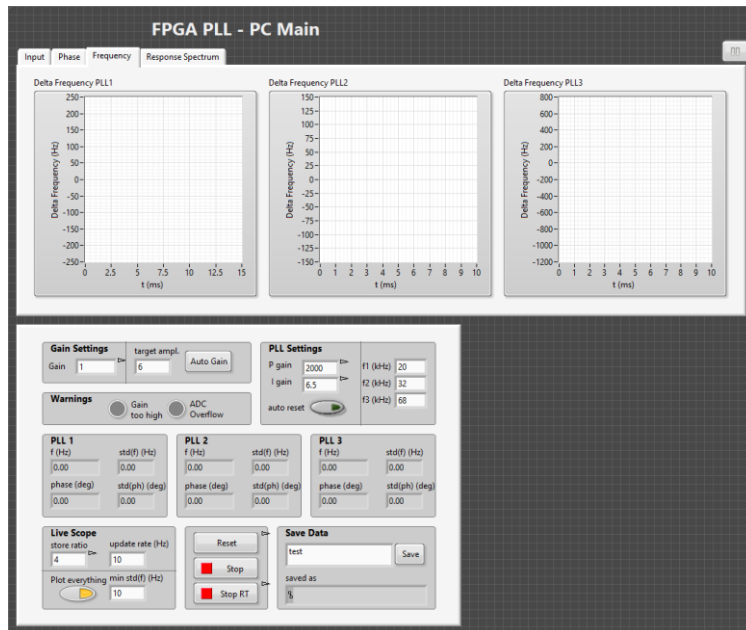 FPGA PLL - PC Main
Input Phase Frequency Response Spectrum
Delta Frequency PLL1
Delta Frequency (Hz)
250
200
150
100
50
0
-50
-100
-150
-200
-250
0 2.5 5 7.5 10 12.5 15
t (ms)
Delta Frequency PLL2
Delta Frequency (Hz)
150
125
100
75
50
25
0
-25
-50
-75
-100
-125
-150
0 1 2 3 4 5 6 7 8 9 10
t (ms)
Delta Frequency PLL3
Delta Frequency (Hz)
800
600
400
200
0
-200
-400
-600
-800
-1000
-1200
0 1 2 3 4 5 6 7 8 9 10
t (ms)
Gain Settings
Gain 1
target ampl.
6
Auto Gain
Warnings
Gain too high
ADC Overflow
PLL Settings
P gain 2000
I gain 6.5
auto reset
f1 (kHz) 20
f2 (kHz) 32
f3 (kHz) 68
PLL 1
f (Hz) std(f) (Hz)
0.00 0.00
phase (deg) std(ph) (deg)
0.00 0.00
PLL 2
f (Hz) std(f) (Hz)
0.00 0.00
phase (deg) std(ph) (deg)
0.00 0.00
PLL 3
f (Hz) std(f) (Hz)
0.00 0.00
phase (deg) std(ph) (deg)
0.00 0.00
Live Scope
store ratio update rate (Hz)
4 10
Plot everything min std(f) (Hz)
10
Reset
Stop
Stop RT
Save Data
test
Save
saved as